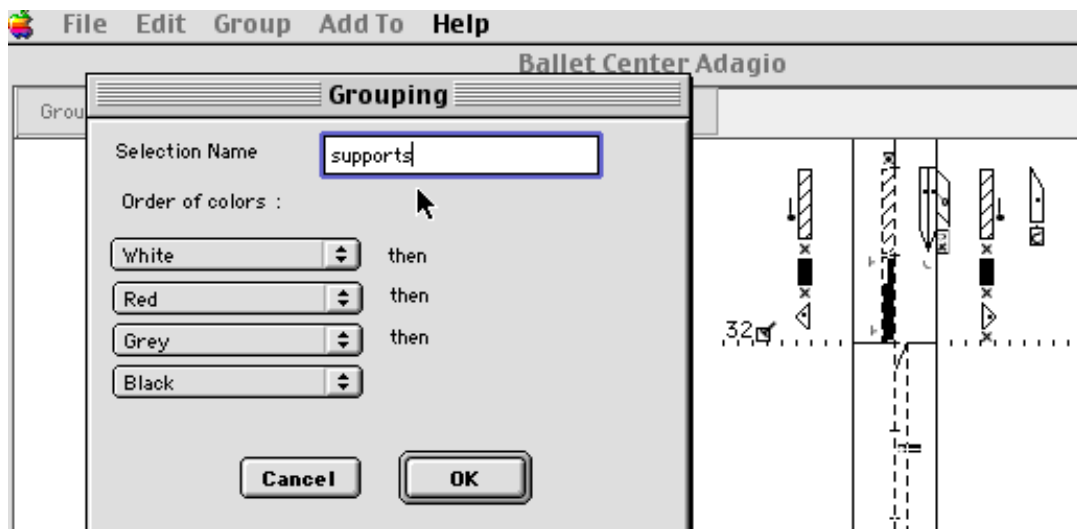 File Edit Group Add To Help
Ballet Center Adagio
Grou
Grouping
Selection Name
supports
Order of colors :
White then
Red then
Grey then
Black
32
Cancel OK